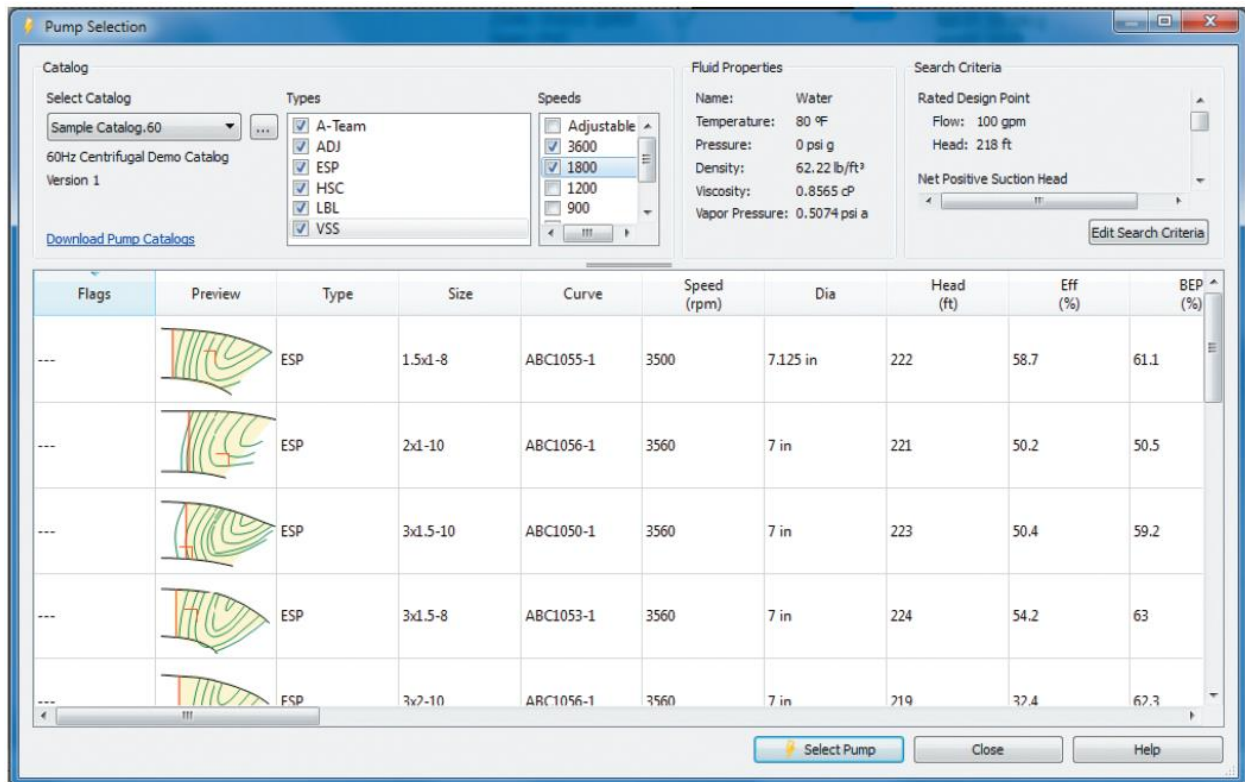 Pump Selection
Catalog
Select Catalog
Sample Catalog.60
...
60Hz Centrifugal Demo Catalog
Version 1
Download Pump Catalogs
Types
A-Team
ADJ
ESP
HSC
LBL
VSS
Speeds
Adjustable
3600
1800
1200
900
Fluid Properties
Name: Water
Temperature: 80 °F
Pressure: 0 psi g
Density: 62.22 lb/ft³
Viscosity: 0.8565 cP
Vapor Pressure: 0.5074 psi a
Search Criteria
Rated Design Point
Flow: 100 gpm
Head: 218 ft
Net Positive Suction Head
Edit Search Criteria
Flags Preview Type Size Curve Speed (rpm) Dia Head (ft) Eff (%) BEP (%)
--- ESP 1.5x1-8 ABC1055-1 3500 7.125 in 222 58.7 61.1
--- ESP 2x1-10 ABC1056-1 3560 7 in 221 50.2 50.5
--- ESP 3x1.5-10 ABC1050-1 3560 7 in 223 50.4 59.2
--- ESP 3x1.5-8 ABC1053-1 3560 7 in 224 54.2 63
--- ESP 3x2-10 ABC1056-1 3560 7 in 219 32.4 62.3
Select Pump
Close
Help